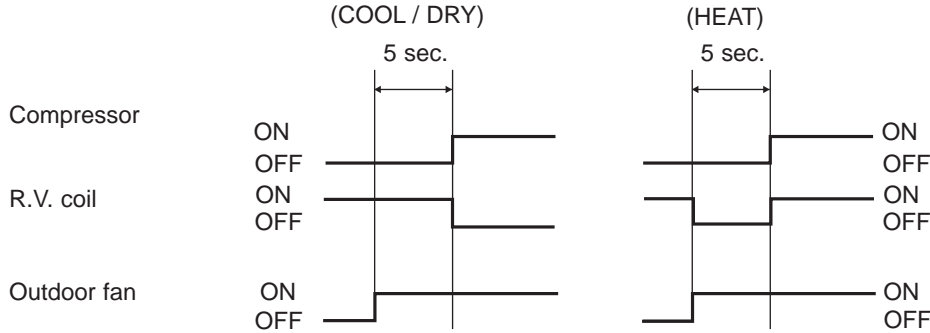 (COOL / DRY) (HEAT)
5 sec. 5 sec.
Compressor
ON ON
OFF OFF
R.V. coil ON ON
OFF OFF
Outdoor fan ON ON
OFF OFF